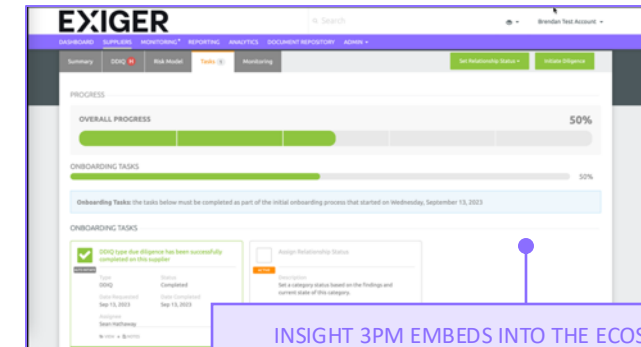 EXIGER
Search
Brendan Test Account
DASHBOARD SUPPLIERS MONITORING REPORTING ANALYTICS DOCUMENT REPOSITORY ADMIN
Summary DDIQ H Risk Model Tasks Monitoring Set Relationship Status Initiate Diligence
PROGRESS
OVERALL PROGRESS 50%
ONBOARDING TASKS
50%
Onboarding Tasks: the tasks below must be completed as part of the initial onboarding process that started on Wednesday, September 13, 2023
ONBOARDING TASKS
DDIQ type due diligence has been successfully completed on this supplier
Type Status
DDIQ Completed
Date Requested Date Completed
Sep 13, 2023 Sep 13, 2023
Assignee
Sean Hathaway
Assign Relationship Status
Description
Set a category status based on the findings and current state of this category.
INSIGHT 3PM EMBEDS INTO THE ECOS